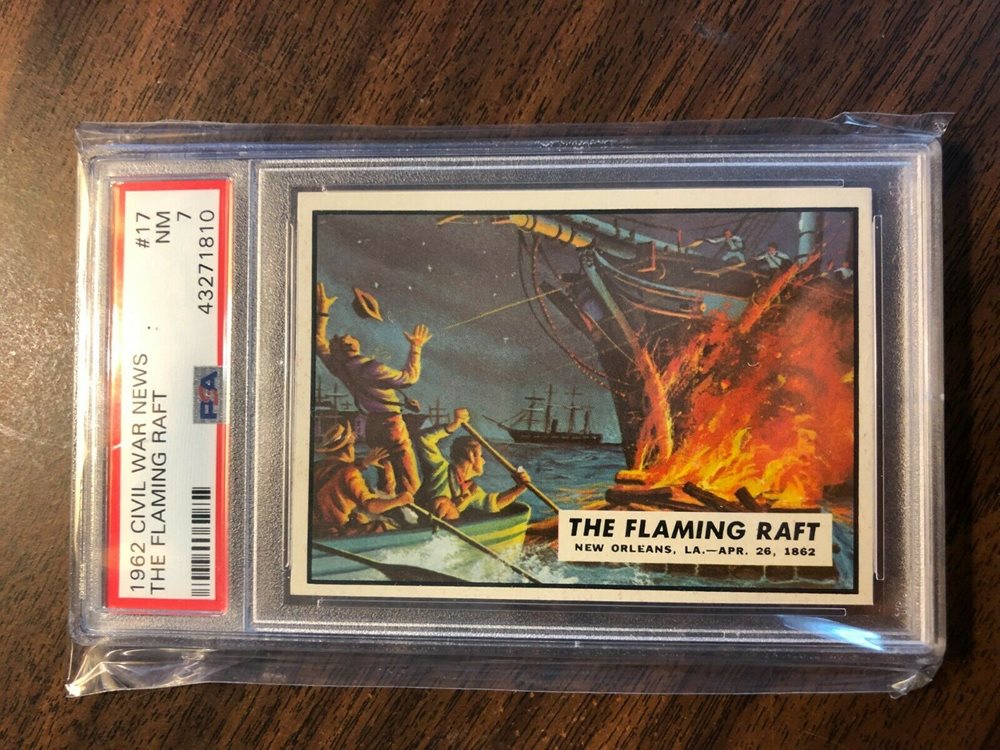 1962 CIVIL WAR NEWS #17
THE FLAMING RAFT NM 7
PSA 43271810
THE FLAMING RAFT
NEW ORLEANS, LA.—APR. 26, 1862